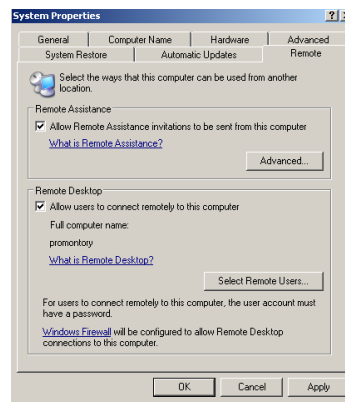 System Properties
General Computer Name Hardware Advanced
System Restore Automatic Updates Remote
Select the ways that this computer can be used from another
location.
Remote Assistance
Allow Remote Assistance invitations to be sent from this computer
What is Remote Assistance?
Advanced...
Remote Desktop
Allow users to connect remotely to this computer
Full computer name:
promontory
What is Remote Desktop?
Select Remote Users...
For users to connect remotely to this computer, the user account must
have a password.
Windows Firewall will be configured to allow Remote Desktop
connections to this computer.
OK Cancel Apply